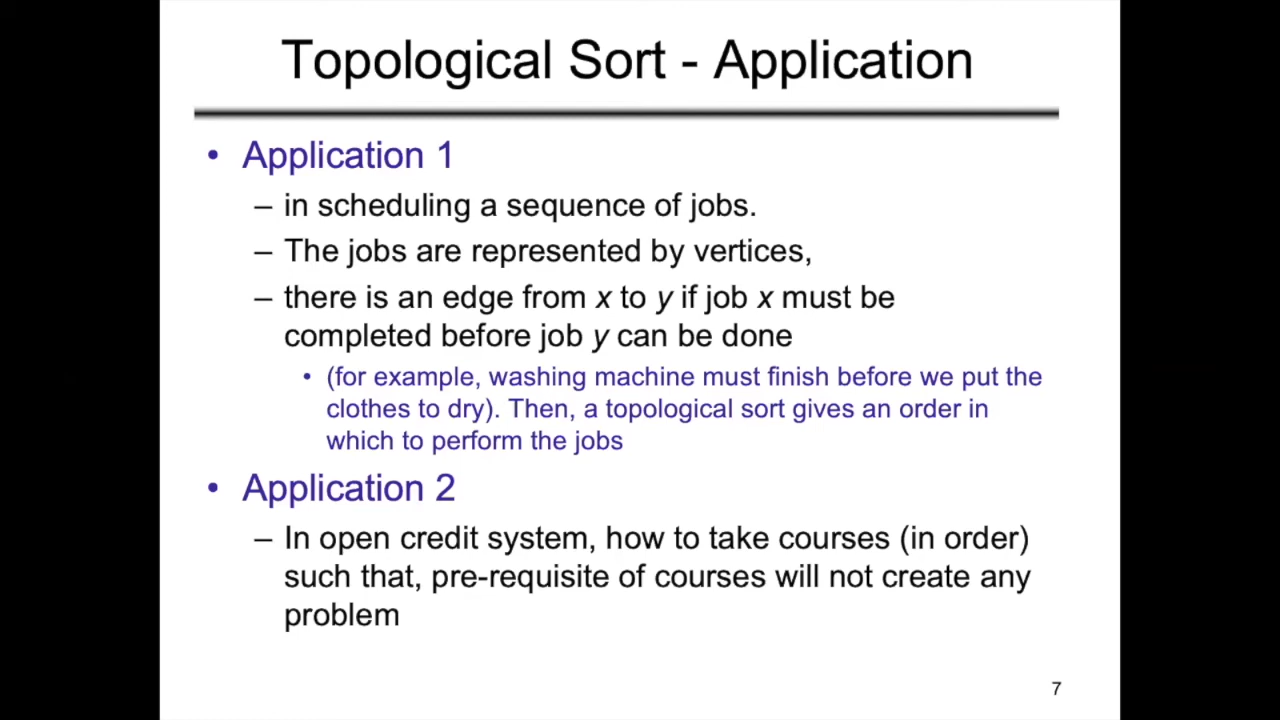 Topological Sort - Application
• Application 1
– in scheduling a sequence of jobs.
– The jobs are represented by vertices,
– there is an edge from x to y if job x must be
completed before job y can be done
• (for example, washing machine must finish before we put the
clothes to dry). Then, a topological sort gives an order in
which to perform the jobs
• Application 2
– In open credit system, how to take courses (in order)
such that, pre-requisite of courses will not create any
problem
7